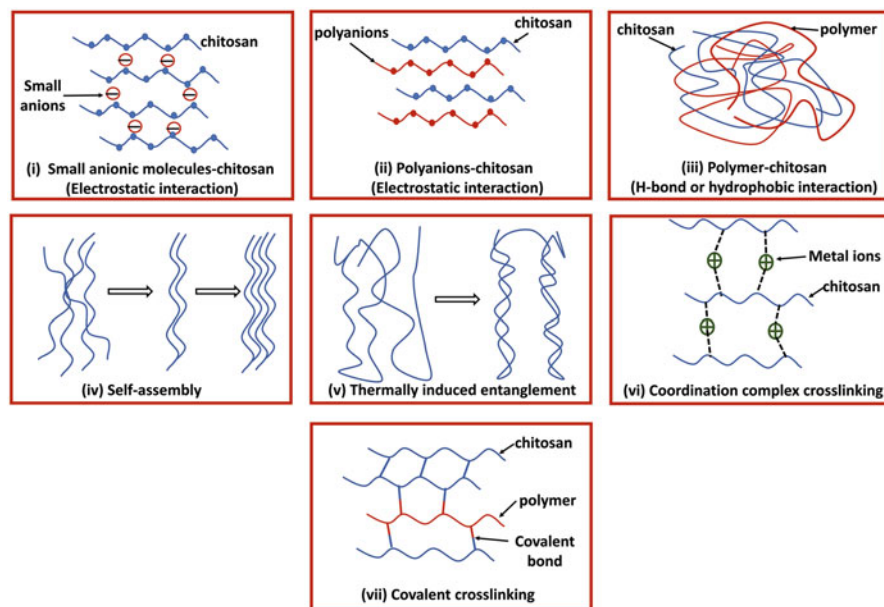 chitosan
Small
anions
(i) Small anionic molecules-chitosan
(Electrostatic interaction)
polyanions
chitosan
(ii) Polyanions-chitosan
(Electrostatic interaction)
chitosan
polymer
(iii) Polymer-chitosan
(H-bond or hydrophobic interaction)
(iv) Self-assembly
(v) Thermally induced entanglement
Metal ions
chitosan
(vi) Coordination complex crosslinking
chitosan
polymer
Covalent
bond
(vii) Covalent crosslinking